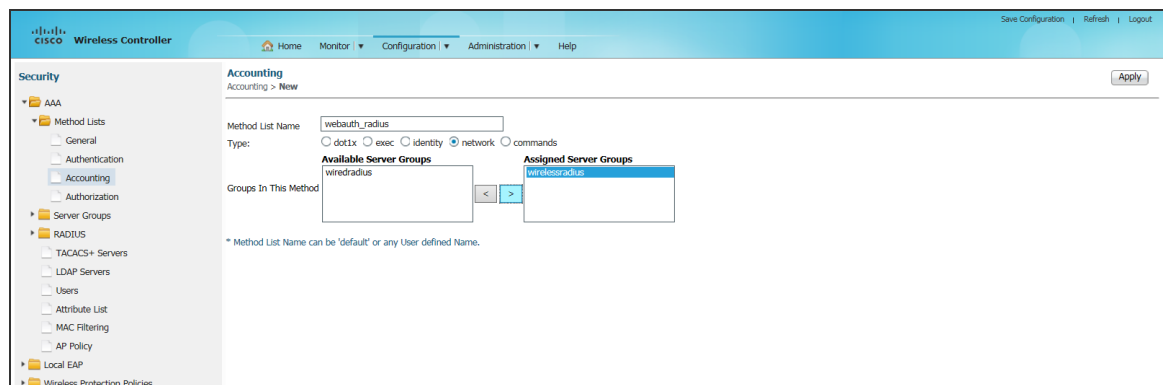 Save Configuration | Refresh | Logout
cisco Wireless Controller
Home Monitor | Configuration | Administration | Help
Security
AAA
Method Lists
General
Authentication
Accounting
Authorization
Server Groups
RADIUS
TACACS+ Servers
LDAP Servers
Users
Attribute List
MAC Filtering
AP Policy
Local EAP
Wireless Protection Policies
Accounting
Accounting > New
Apply
Method List Name webauth_radius
Type: dot1x exec identity network commands
Available Server Groups Assigned Server Groups
wiredradius wirelessradius
Groups In This Method < >
* Method List Name can be 'default' or any User defined Name.